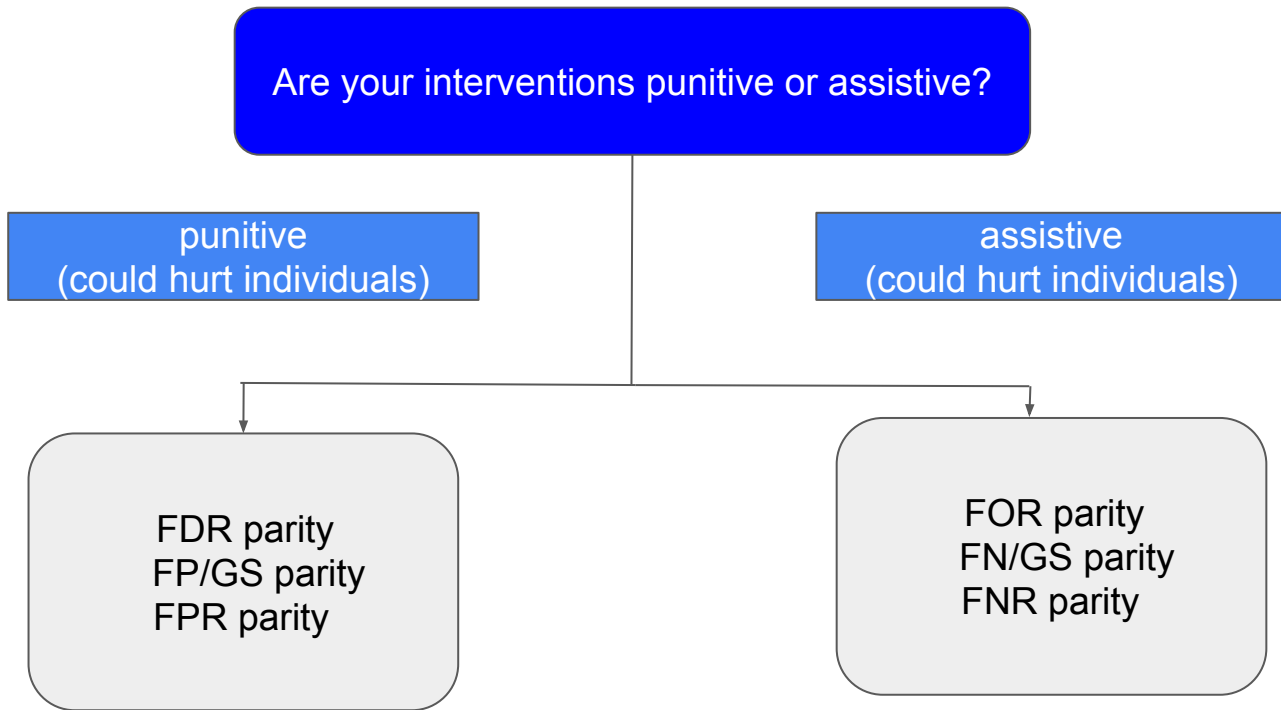 Are your interventions punitive or assistive?
punitive
(could hurt individuals)
assistive
(could hurt individuals)
FDR parity
FP/GS parity
FPR parity
FOR parity
FN/GS parity
FNR parity